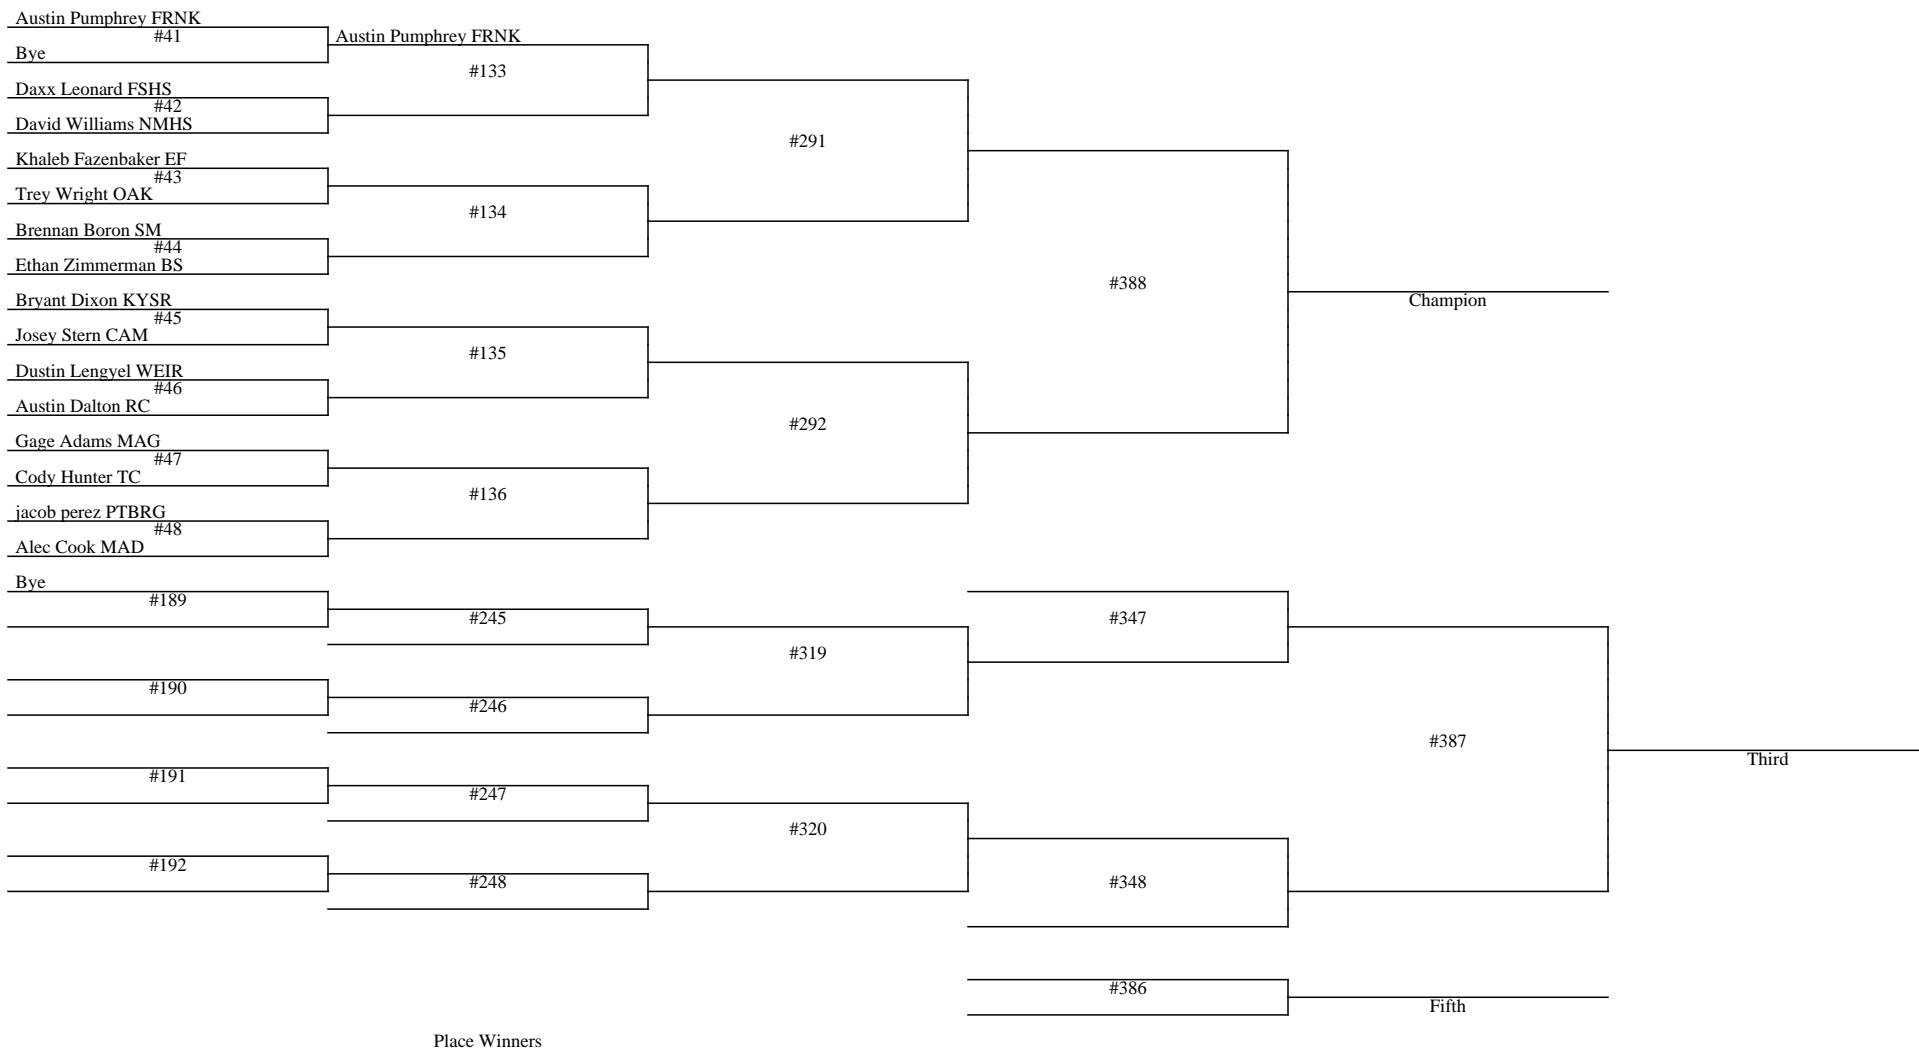 Austin Pumphrey FRNK
#41
Bye
Austin Pumphrey FRNK
#133
Daxx Leonard FSHS
#42
David Williams NMHS
#291
Khaleb Fazenbaker EF
#43
Trey Wright OAK
#134
Brennan Boron SM
#44
Ethan Zimmerman BS
#388
Champion
Bryant Dixon KYSR
#45
Josey Stern CAM
#135
Dustin Lengyel WEIR
#46
Austin Dalton RC
#292
Gage Adams MAG
#47
Cody Hunter TC
#136
jacob perez PTBRG
#48
Alec Cook MAD
Bye
#189
#245
#347
#319
#190
#246
#387
Third
#191
#247
#320
#192
#248
#348
#386
Fifth
Place Winners